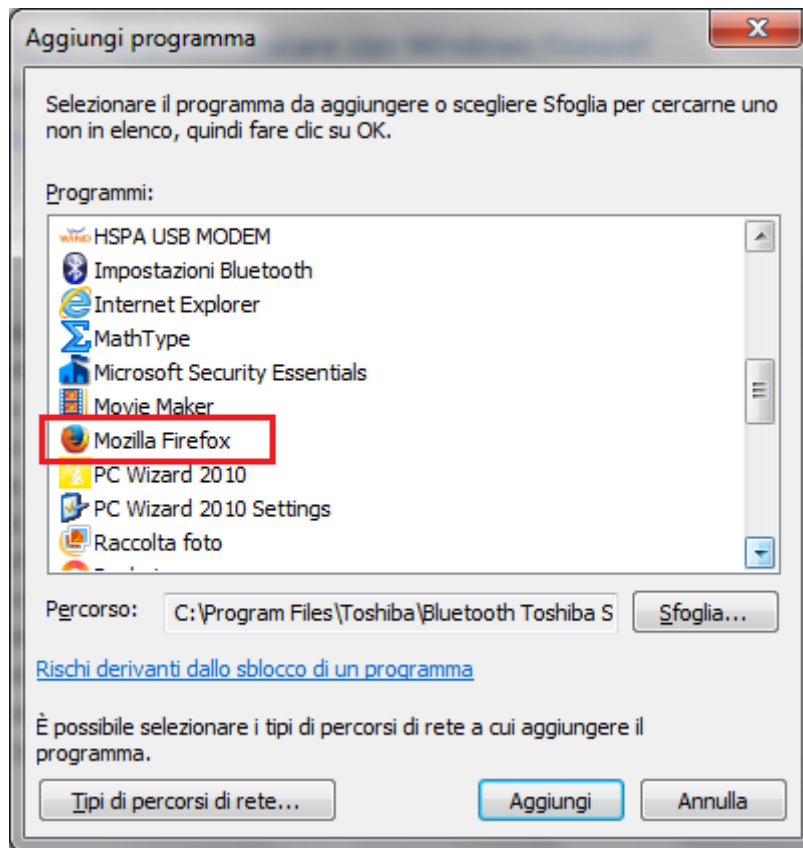 Aggiungi programma
Selezionare il programma da aggiungere o scegliere Sfoglia per cercarne uno
non in elenco, quindi fare clic su OK.
Programmi:
WIND HSPA USB MODEM
Impostazioni Bluetooth
Internet Explorer
MathType
Microsoft Security Essentials
Movie Maker
Mozilla Firefox
PC Wizard 2010
PC Wizard 2010 Settings
Raccolta foto
Percorso: C:\Program Files\Toshiba\Bluetooth Toshiba S Sfoglia...
Rischi derivanti dallo sblocco di un programma
È possibile selezionare i tipi di percorsi di rete a cui aggiungere il
programma.
Tipi di percorsi di rete... Aggiungi Annulla